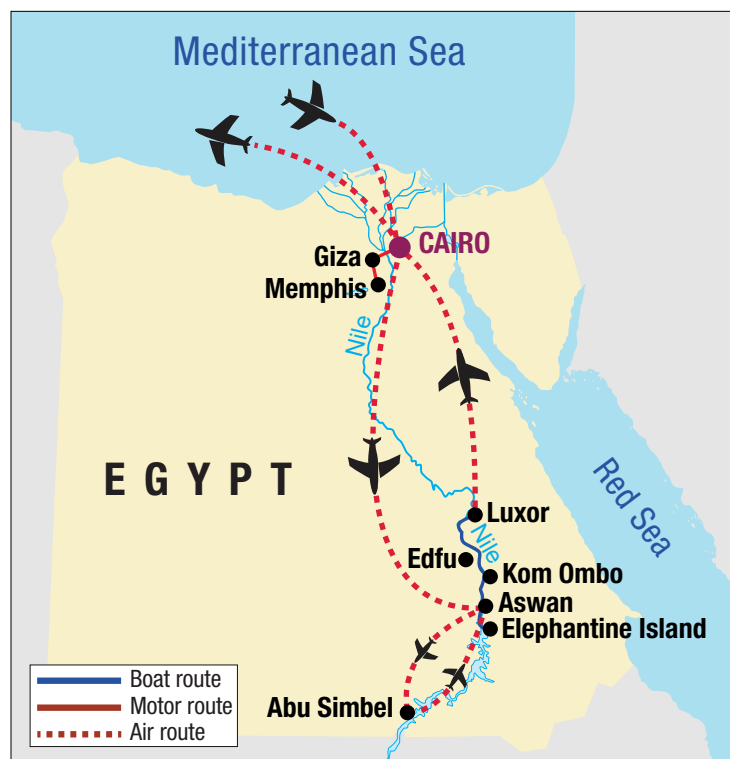 Mediterranean Sea
CAIRO
Giza
Memphis
Nile
EGYPT
Red Sea
Luxor
Nile
Edfu
Kom Ombo
Aswan
Elephantine Island
Abu Simbel
Boat route
Motor route
Air route